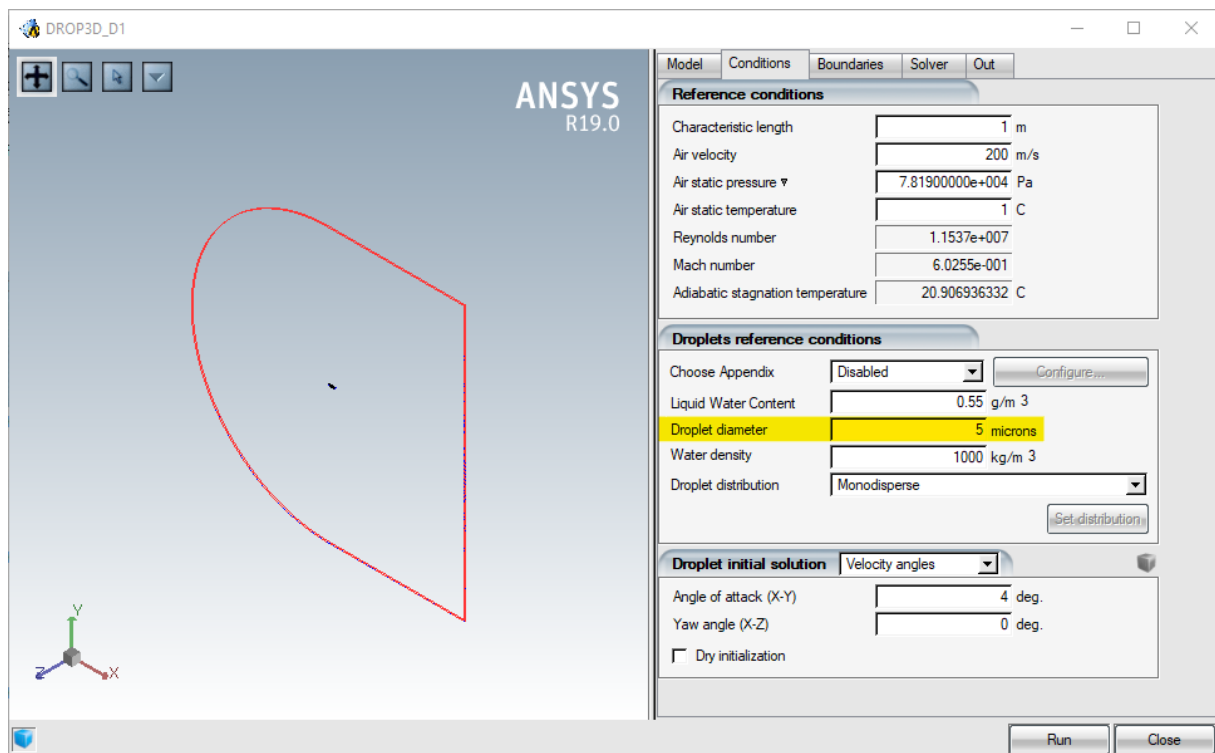 DROP3D_D1
ANSYS
R19.0
Y
Z
X
Model Conditions Boundaries Solver Out
Reference conditions
Characteristic length 1 m
Air velocity 200 m/s
Air static pressure 7.81900000e+004 Pa
Air static temperature 1 C
Reynolds number 1.1537e+007
Mach number 6.0255e-001
Adiabatic stagnation temperature 20.906936332 C
Droplets reference conditions
Choose Appendix Disabled Configure...
Liquid Water Content 0.55 g/m 3
Droplet diameter 5 microns
Water density 1000 kg/m 3
Droplet distribution Monodisperse
Set distribution
Droplet initial solution Velocity angles
Angle of attack (X-Y) 4 deg.
Yaw angle (X-Z) 0 deg.
Dry initialization
Run Close